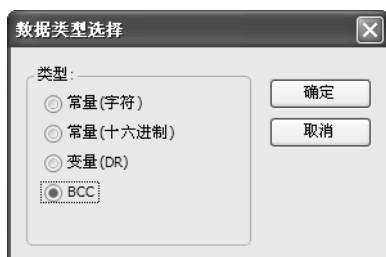 数据类型选择
类型:
常量(字符)
常量(十六进制)
变量(DR)
BCC
确定
取消